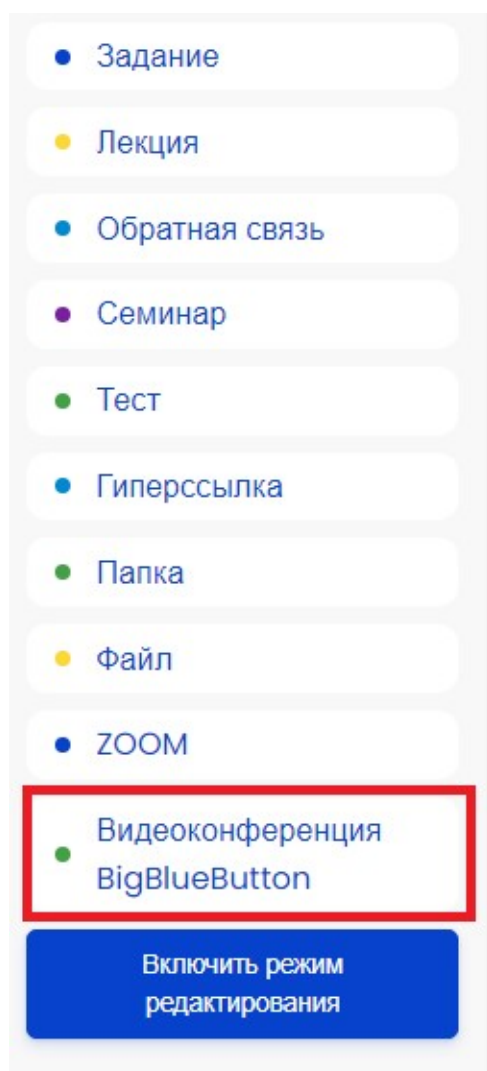 Задание
Лекция
Обратная связь
Семинар
Тест
Гиперссылка
Папка
Файл
ZOOM
Видеоконференция
BigBlueButton
Включить режим
редактирования